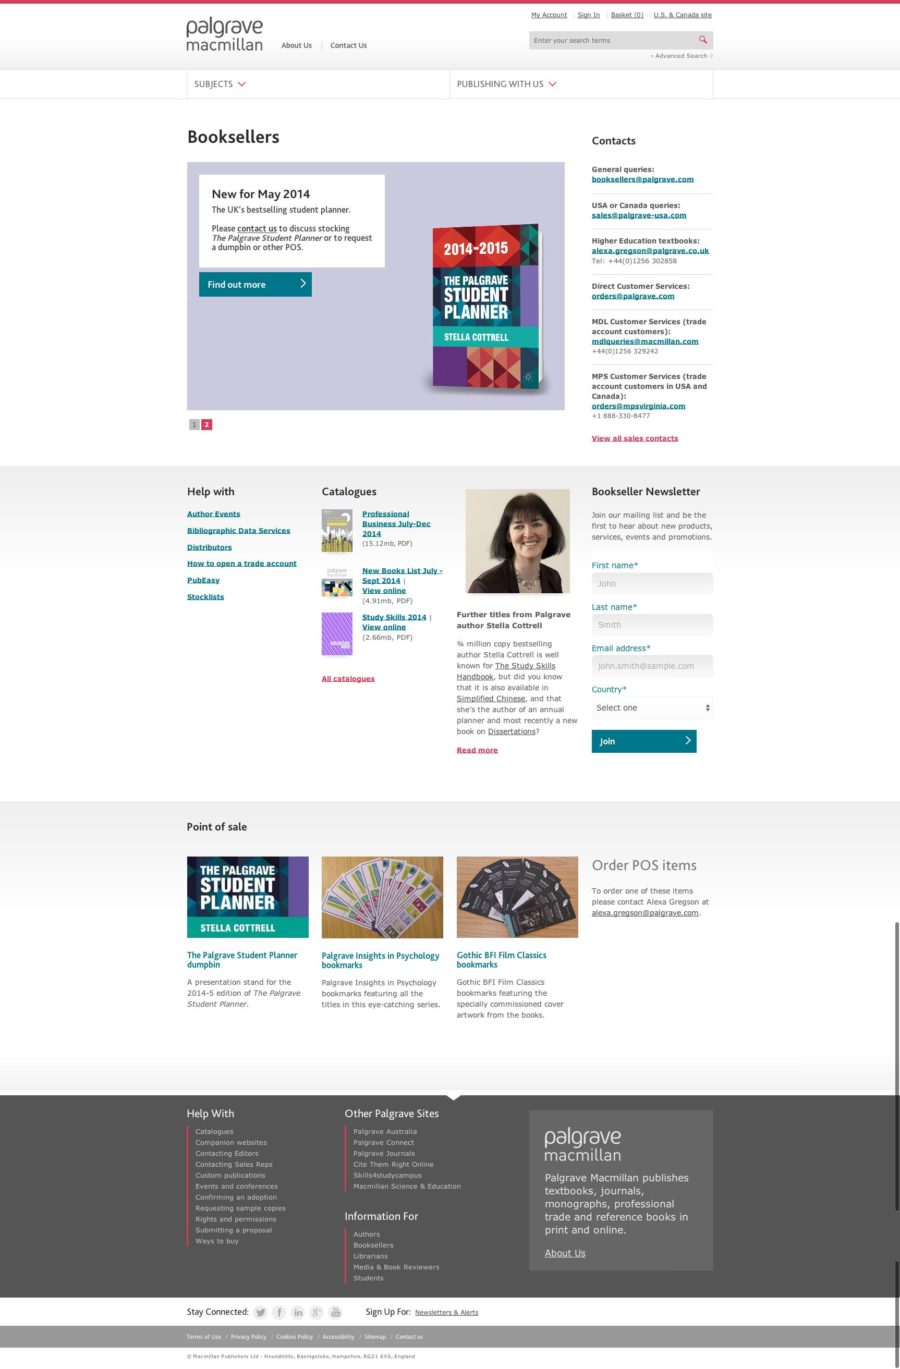 palgrave
macmillan
About Us
Contact Us
My Account
Sign In
Basket (0)
U.S. & Canada site
Enter your search terms
Advanced Search
SUBJECTS
PUBLISHING WITH US
Booksellers
New for May 2014
The UK's bestselling student planner.
Please contact us to discuss stocking
The Palgrave Student Planner or to request
a dumpbin or other POS.
Find out more
2014-2015
THE PALGRAVE
STUDENT
PLANNER
STELLA COTTRELL
1 2
Contacts
General queries:
booksellers@palgrave.com
USA or Canada queries:
sales@palgrave-usa.com
Higher Education textbooks:
alexa.gregson@palgrave.co.uk
Tel: +44(0)1256 302858
Direct Customer Services:
orders@palgrave.com
MDL Customer Services (trade
account customers):
mdlqueries@macmillan.com
+44(0)1256 329242
MPS Customer Services (trade
account customers in USA and
Canada):
orders@mpsvirginia.com
+1 888-330-8477
View all sales contacts
Help with
Author Events
Bibliographic Data Services
Distributors
How to open a trade account
PubEasy
Stocklists
Catalogues
Professional
Business July-Dec
2014
(15.12mb, PDF)
palgrave
macmillan
New Books List July -
Sept 2014 |
View online
(4.91mb, PDF)
Study Skills 2014 |
View online
(2.66mb, PDF)
All catalogues
Further titles from Palgrave
author Stella Cottrell
¾ million copy bestselling
author Stella Cottrell is well
known for The Study Skills
Handbook, but did you know
that it is also available in
Simplified Chinese, and that
she's the author of an annual
planner and most recently a new
book on Dissertations?
Read more
Bookseller Newsletter
Join our mailing list and be the
first to hear about new products,
services, events and promotions.
First name*
John
Last name*
Smith
Email address*
john.smith@sample.com
Country*
Select one
Join
Point of sale
THE PALGRAVE
STUDENT
PLANNER
STELLA COTTRELL
The Palgrave Student Planner
dumpbin
A presentation stand for the
2014-5 edition of The Palgrave
Student Planner.
Palgrave Insights in Psychology
bookmarks
Palgrave Insights in Psychology
bookmarks featuring all the
titles in this eye-catching series.
Gothic BFI Film Classics
bookmarks
Gothic BFI Film Classics
bookmarks featuring the
specially commissioned cover
artwork from the books.
Order POS items
To order one of these items
please contact Alexa Gregson at
alexa.gregson@palgrave.com.
Help With
Catalogues
Companion websites
Contacting Editors
Contacting Sales Reps
Custom publications
Events and conferences
Confirming an adoption
Requesting sample copies
Rights and permissions
Submitting a proposal
Ways to buy
Other Palgrave Sites
Palgrave Australia
Palgrave Connect
Palgrave Journals
Cite Them Right Online
Skills4studycampus
Macmillan Science & Education
Information For
Authors
Booksellers
Librarians
Media & Book Reviewers
Students
palgrave
macmillan
Palgrave Macmillan publishes
textbooks, journals,
monographs, professional
trade and reference books in
print and online.
About Us
Stay Connected:
Sign Up For: Newsletters & Alerts
Terms of Use / Privacy Policy / Cookies Policy / Accessibility / Sitemap / Contact us
© Macmillan Publishers Ltd - Houndmills, Basingstoke, Hampshire, RG21 6XS, England